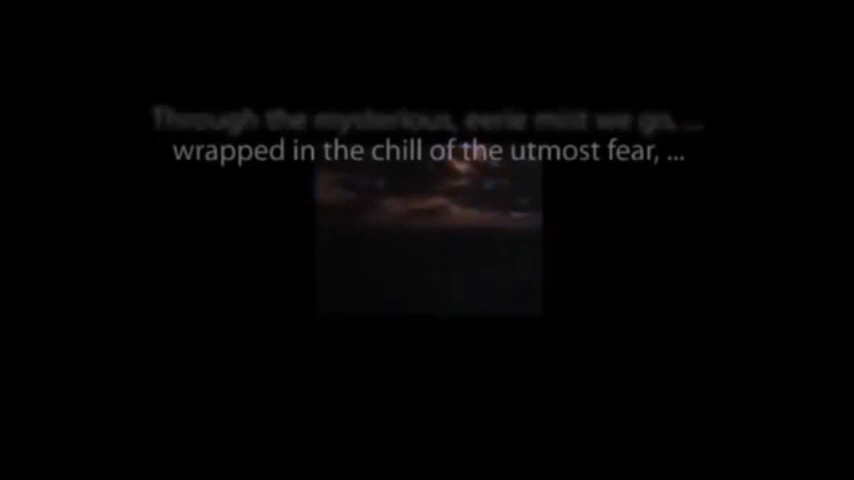 Through the mysterious, eerie mist we go, ...
wrapped in the chill of the utmost fear, ...